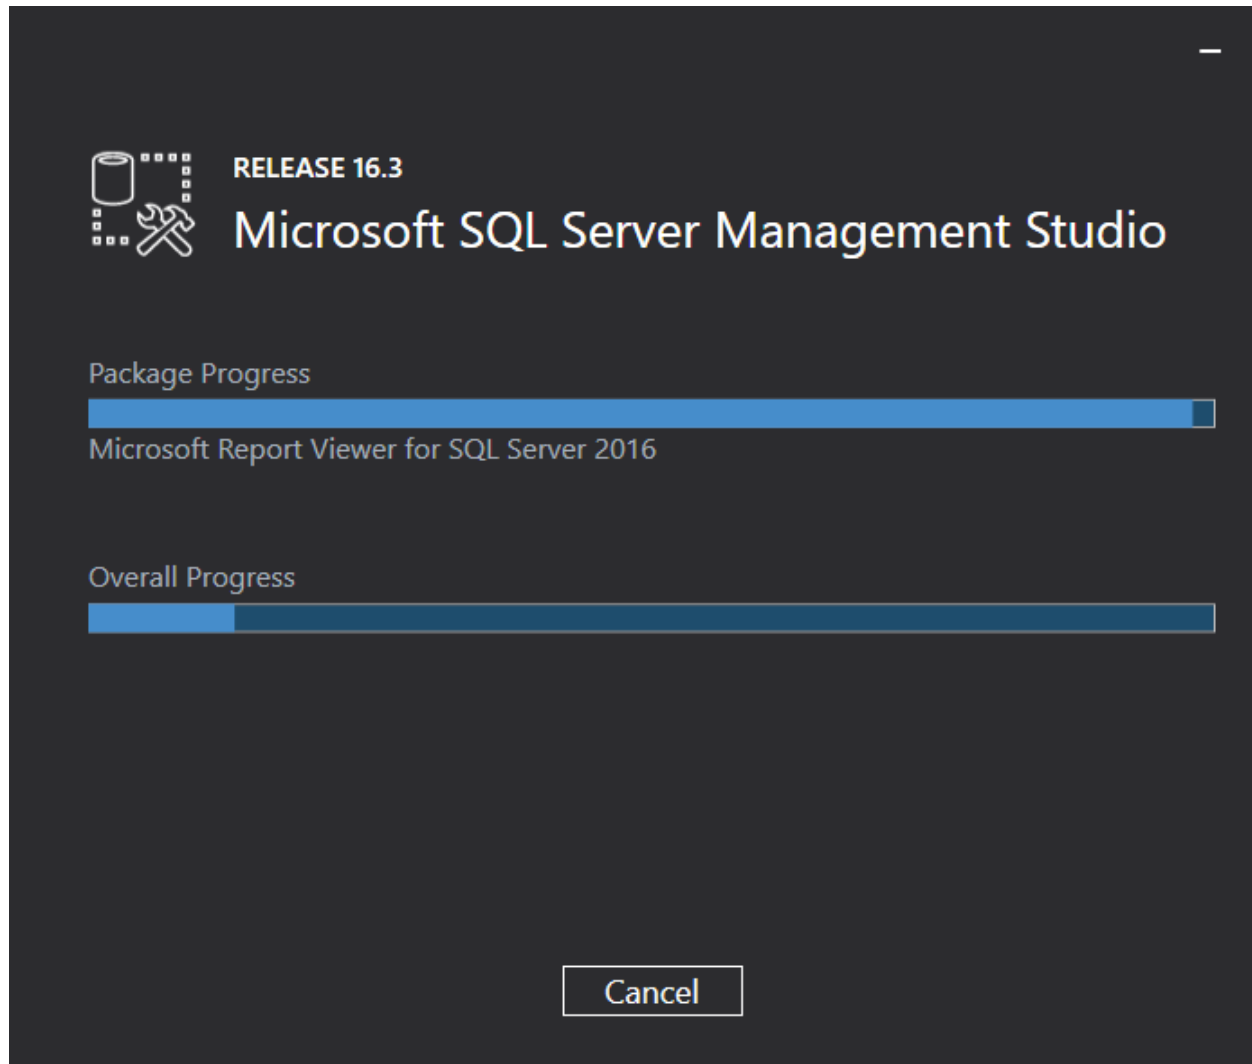 RELEASE 16.3
Microsoft SQL Server Management Studio
Package Progress
Microsoft Report Viewer for SQL Server 2016
Overall Progress
Cancel